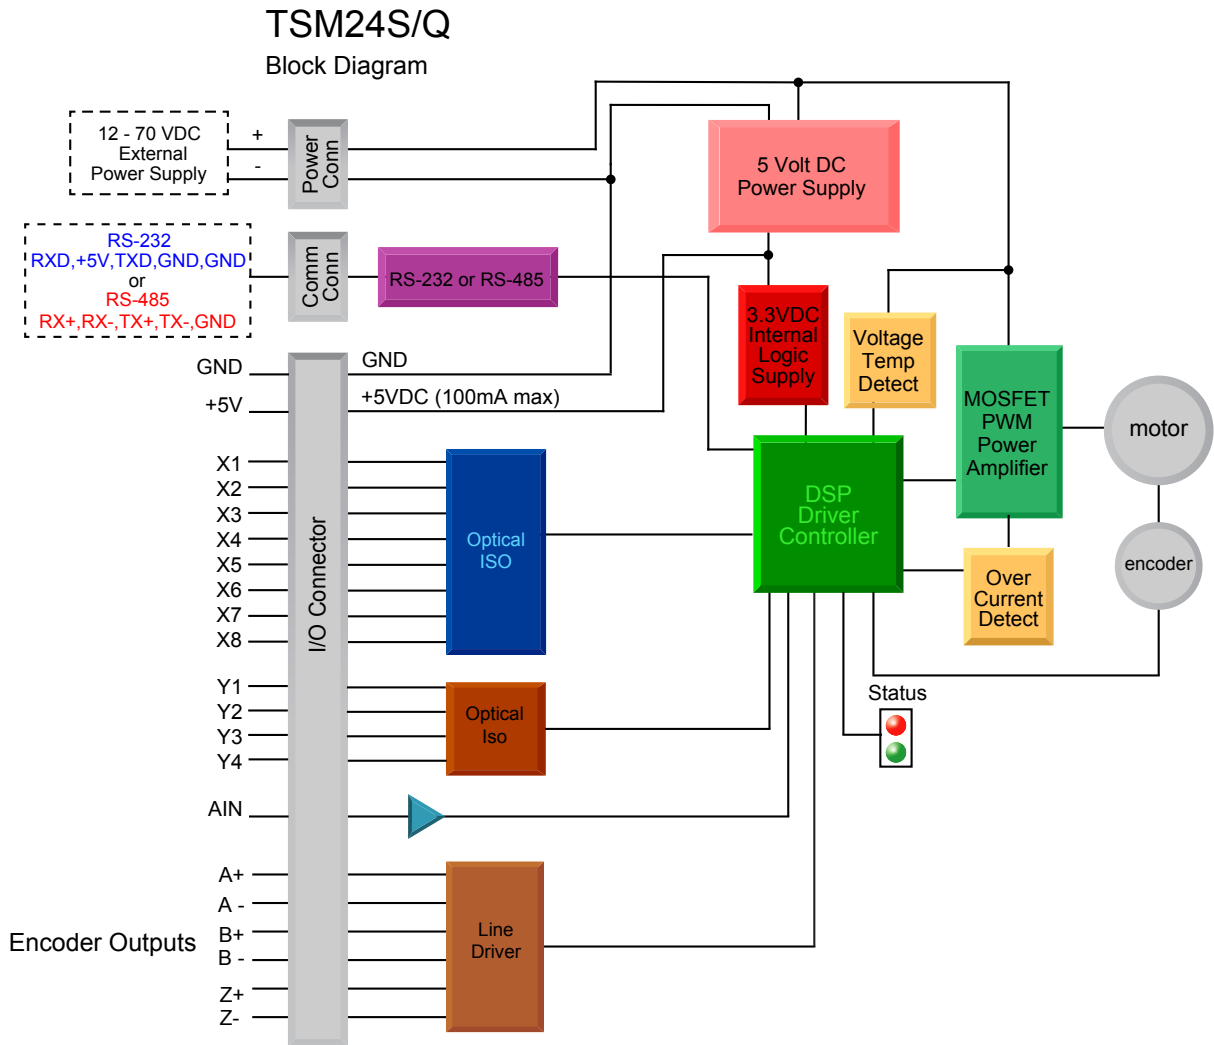 TSM24S/Q
Block Diagram
12 - 70 VDC
External
Power Supply
+
-
Power
Conn
5 Volt DC
Power Supply
RS-232
RXD,+5V,TXD,GND,GND
or
RS-485
RX+,RX-,TX+,TX-,GND
Comm
Conn
RS-232 or RS-485
3.3VDC
Internal
Logic
Supply
Voltage
Temp
Detect
MOSFET
PWM
Power
Amplifier
motor
GND
GND
+5V
+5VDC (100mA max)
X1
X2
X3
X4
X5
X6
X7
X8
I/O Connector
Optical
ISO
DSP
Driver
Controller
encoder
Over
Current
Detect
Y1
Y2
Y3
Y4
Optical
Iso
Status
AIN
Encoder Outputs
A+
A -
B+
B -
Z+
Z-
Line
Driver